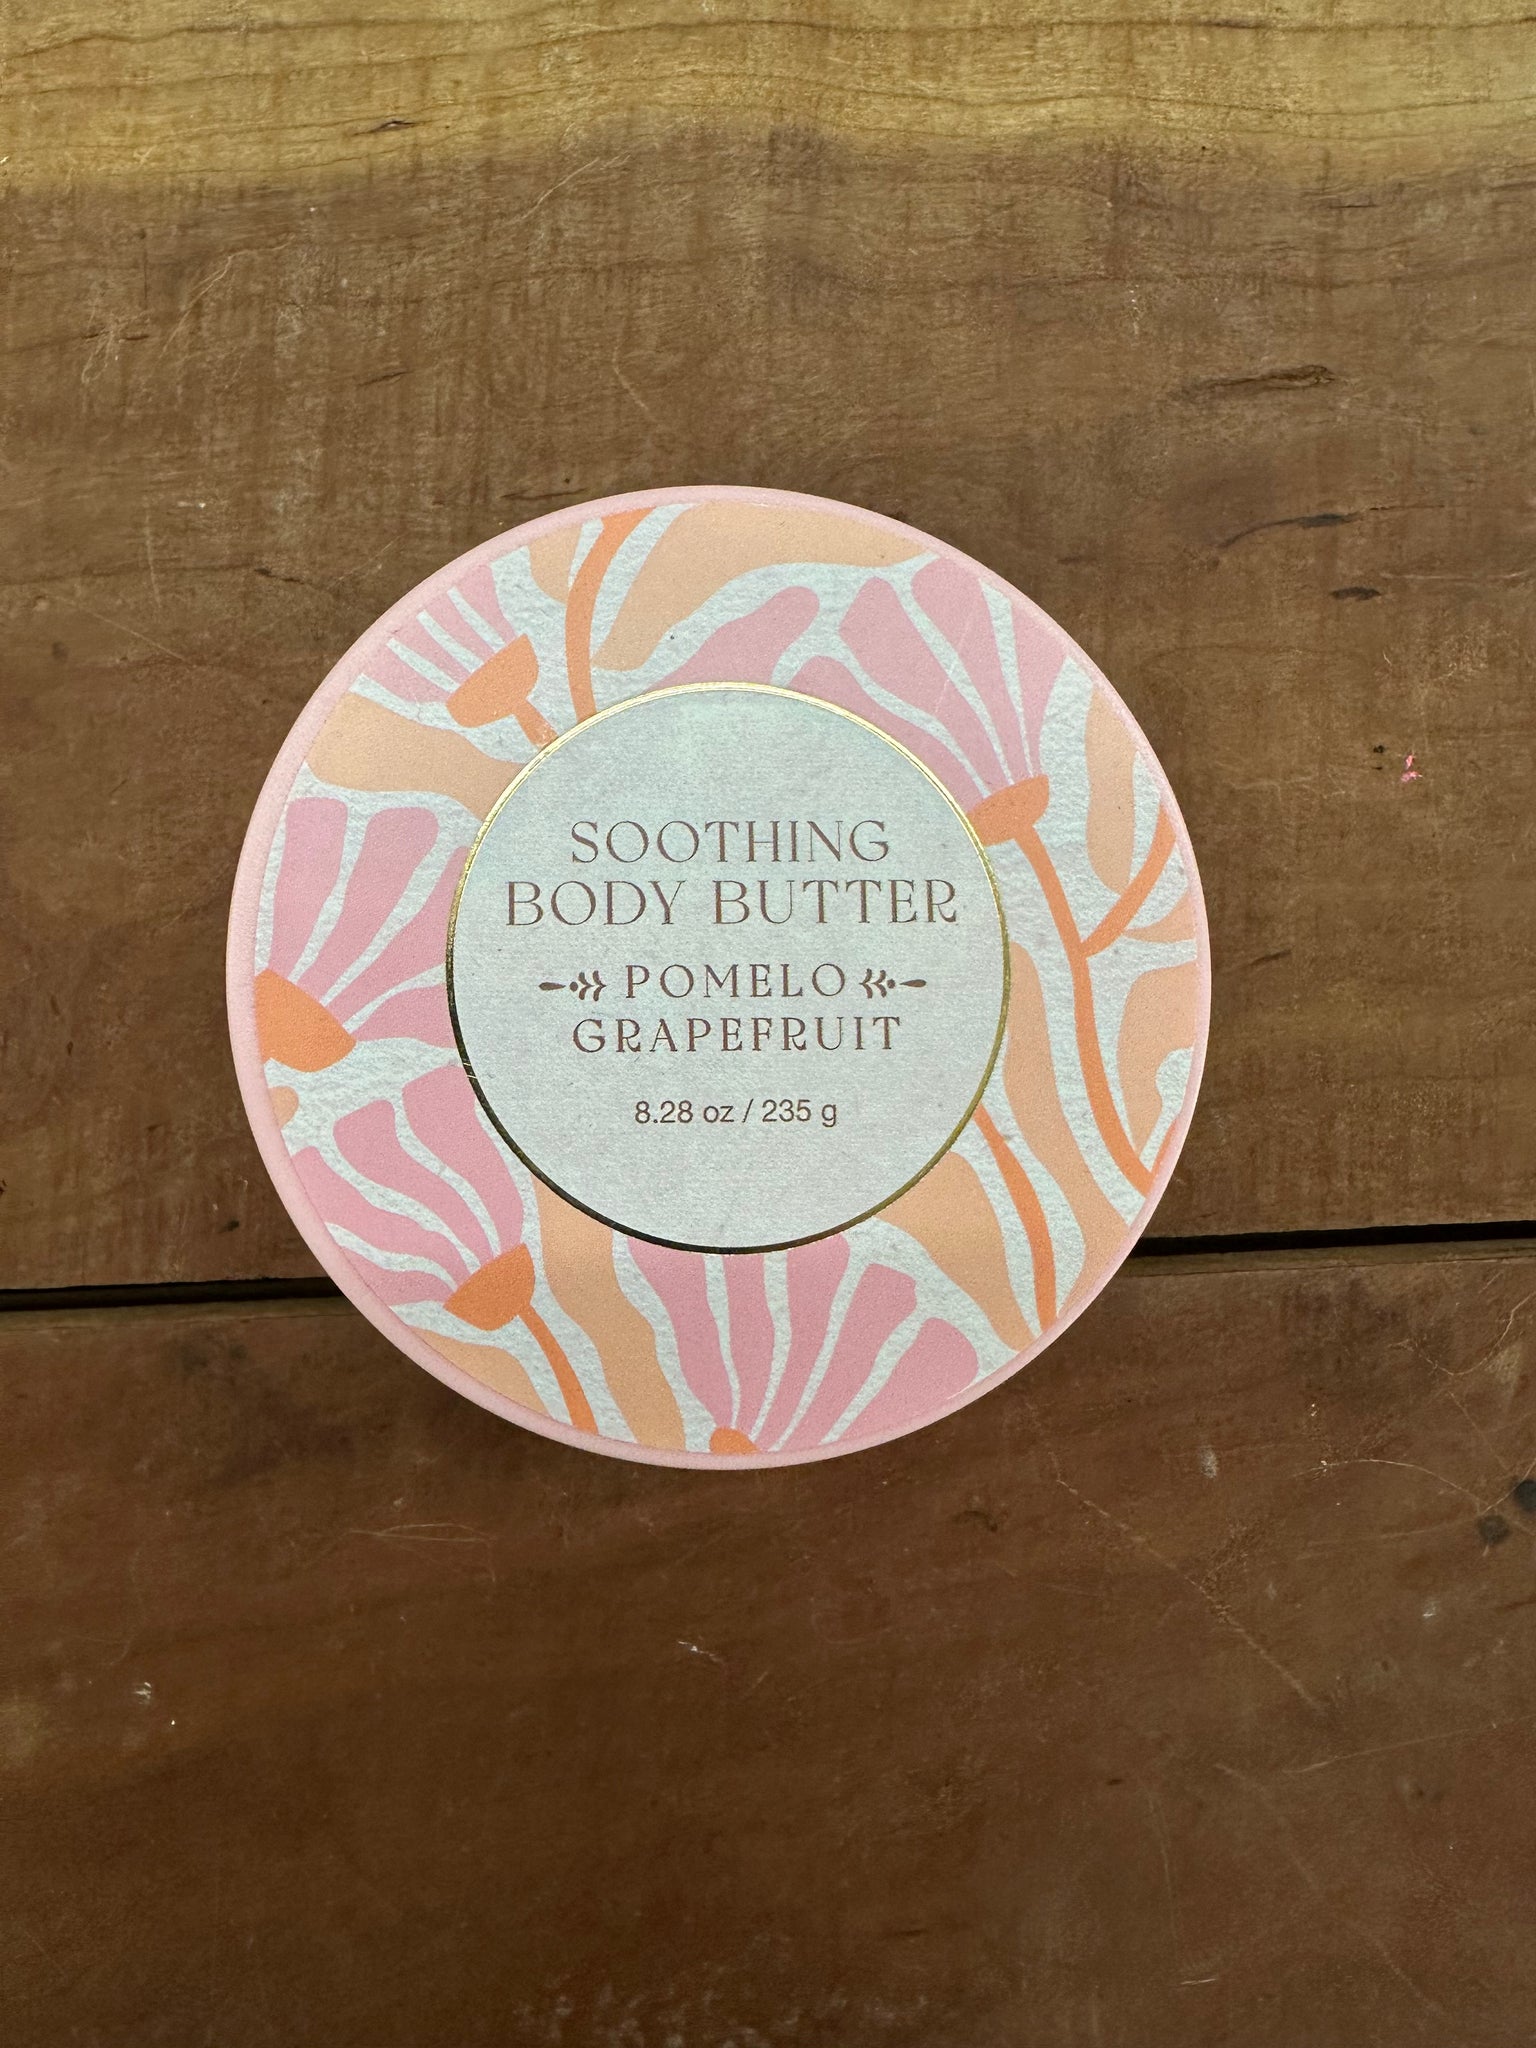 SOOTHING
BODY BUTTER
POMELO
GRAPEFRUIT
8.28 oz / 235 g